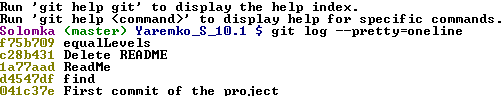 Run 'git help git' to display the help index.
Run 'git help <command>' to display help for specific commands.
Solomka (master) Yaremko_S_10.1 $ git log --pretty=oneline
f75b709 equalLevels
c28b431 Delete README
1a77aad ReadMe
d4547df find
041c37e First commit of the project